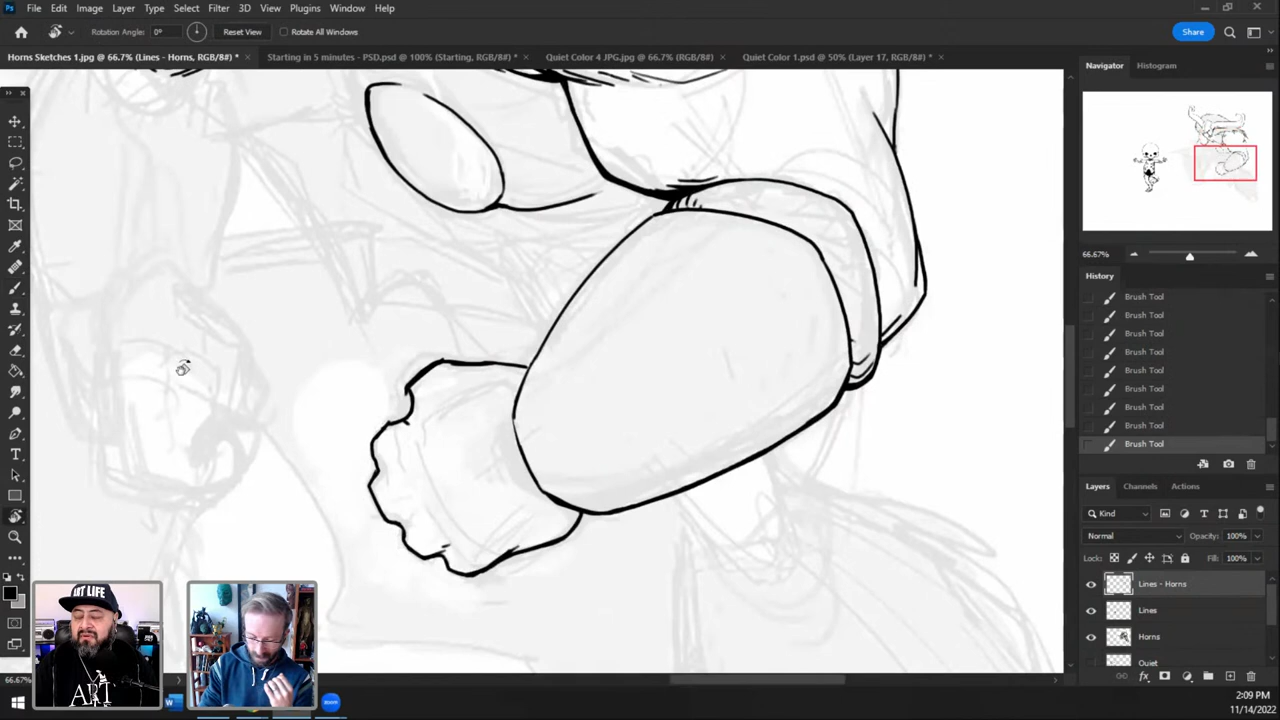 Ps File Edit Image Layer Type Select Filter 3D View Plugins Window Help
Rotation Angle: 0° Reset View Rotate All Windows Share
Horns Sketches 1.jpg @ 66.7% (Lines - Horns, RGB/8#) * × Starting in 5 minutes - PSD.psd @ 100% (Starting, RGB/8#) * × Quiet Color 4 JPG.jpg @ 66.7% (RGB/8#) × Quiet Color 1.psd @ 50% (Layer 17, RGB/8#) * ×
Navigator Histogram
66.67%
History
Brush Tool
Brush Tool
Brush Tool
Brush Tool
Brush Tool
Brush Tool
Brush Tool
Brush Tool
Brush Tool
Layers Channels Actions
Kind
Normal Opacity: 100%
Lock: Fill: 100%
Lines - Horns
Lines
Horns
Quiet
66.67%
ART LIFE
ART
W
zoom
2:09 PM
11/14/2022